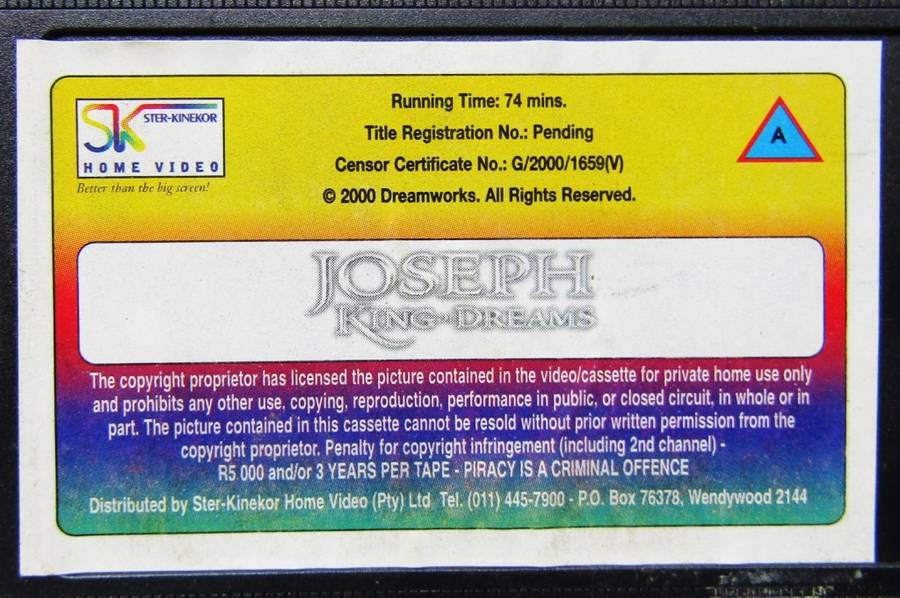 SK STER-KINEKOR
HOME VIDEO
Better than the big screen!
Running Time: 74 mins.
Title Registration No.: Pending
Censor Certificate No.: G/2000/1659(V)
© 2000 Dreamworks. All Rights Reserved.
A
JOSEPH
KING OF DREAMS
The copyright proprietor has licensed the picture contained in the video/cassette for private home use only
and prohibits any other use, copying, reproduction, performance in public, or closed circuit, in whole or in
part. The picture contained in this cassette cannot be resold without prior written permission from the
copyright proprietor. Penalty for copyright infringement (including 2nd channel) -
R5 000 and/or 3 YEARS PER TAPE - PIRACY IS A CRIMINAL OFFENCE
Distributed by Ster-Kinekor Home Video (Pty) Ltd Tel. (011) 445-7900 - P.O. Box 76378, Wendywood 2144